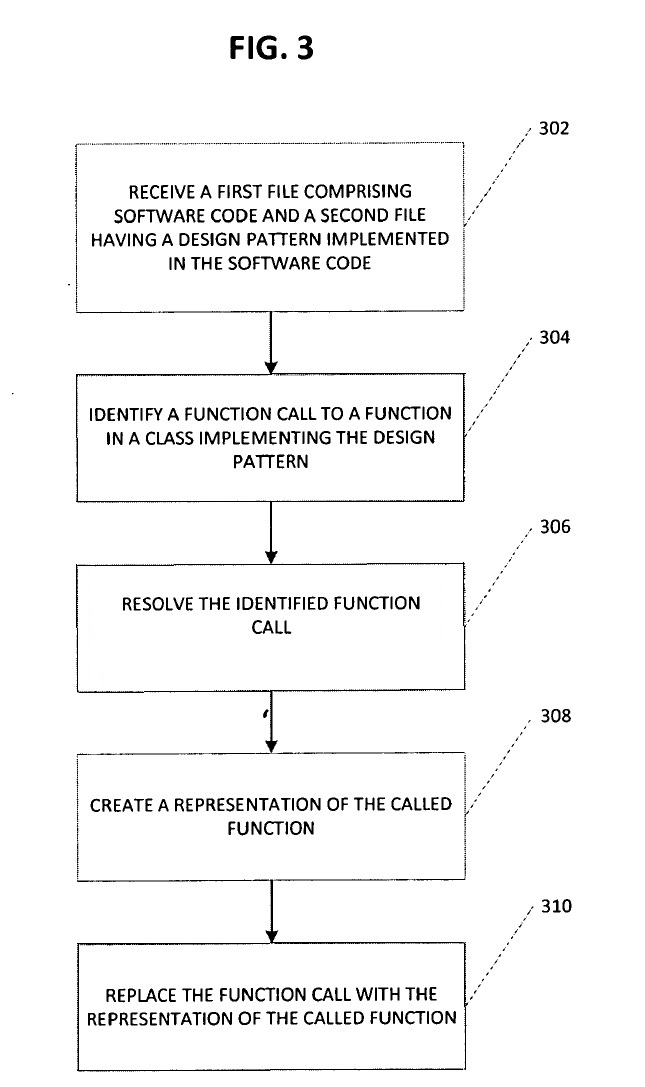 FIG. 3
302
RECEIVE A FIRST FILE COMPRISING
SOFTWARE CODE AND A SECOND FILE
HAVING A DESIGN PATTERN IMPLEMENTED
IN THE SOFTWARE CODE
304
IDENTIFY A FUNCTION CALL TO A FUNCTION
IN A CLASS IMPLEMENTING THE DESIGN
PATTERN
306
RESOLVE THE IDENTIFIED FUNCTION
CALL
308
CREATE A REPRESENTATION OF THE CALLED
FUNCTION
310
REPLACE THE FUNCTION CALL WITH THE
REPRESENTATION OF THE CALLED FUNCTION